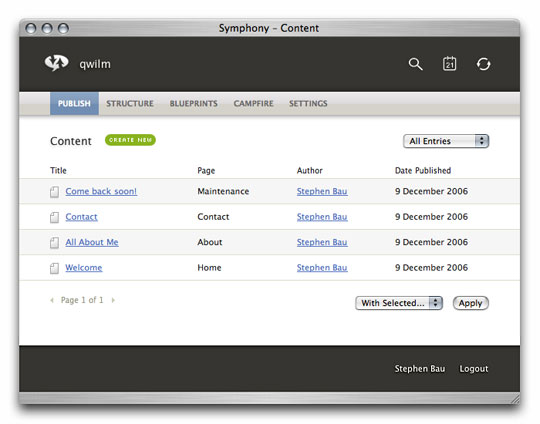 Symphony – Content
qwilm
21
PUBLISH STRUCTURE BLUEPRINTS CAMPFIRE SETTINGS
Content CREATE NEW All Entries
Title Page Author Date Published
Come back soon! Maintenance Stephen Bau 9 December 2006
Contact Contact Stephen Bau 9 December 2006
All About Me About Stephen Bau 9 December 2006
Welcome Home Stephen Bau 9 December 2006
Page 1 of 1 With Selected... Apply
Stephen Bau Logout